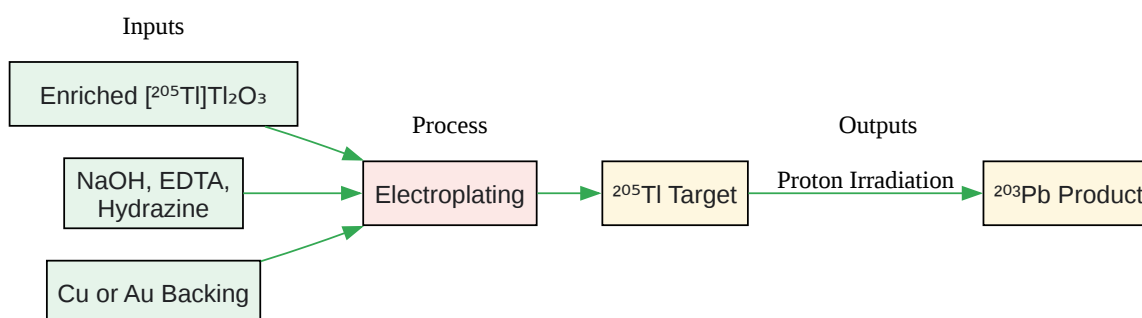 Inputs
Enriched [²⁰⁵Tl]Tl₂O₃
NaOH, EDTA,
Hydrazine
Cu or Au Backing
Process
Electroplating
Outputs
²⁰⁵Tl Target
Proton Irradiation
²⁰³Pb Product